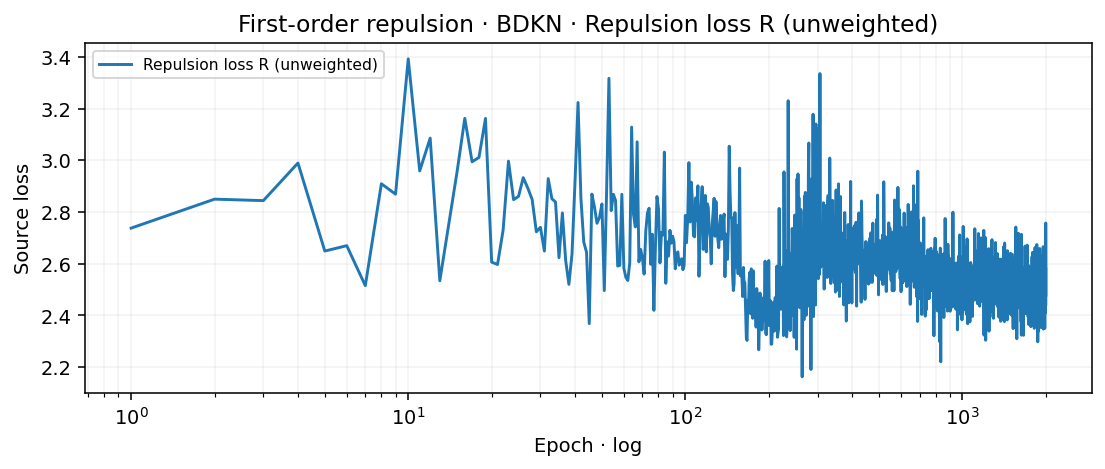 First-order repulsion · BDKN · Repulsion loss R (unweighted)
Repulsion loss R (unweighted)
Source loss
3.4
3.2
3.0
2.8
2.6
2.4
2.2
10⁰
10¹
10²
10³
Epoch · log